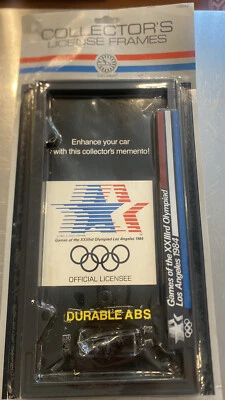 COLLECTOR'S
LICENSE FRAMES
Enhance your car
with this collector's memento!
Games of the XXIIIrd Olympiad Los Angeles 1984
OFFICIAL LICENSEE
DURABLE ABS
Games of the XXIIIrd Olympiad
Los Angeles 1984